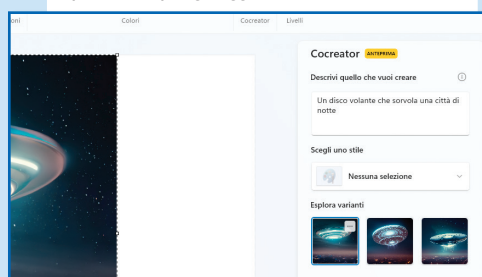 Colori
Cocreator
Livelli
Cocreator ANTEPRIMA
Descrivi quello che vuoi creare
Un disco volante che sorvola una città di
notte
Scegli uno stile
Nessuna selezione
Esplora varianti